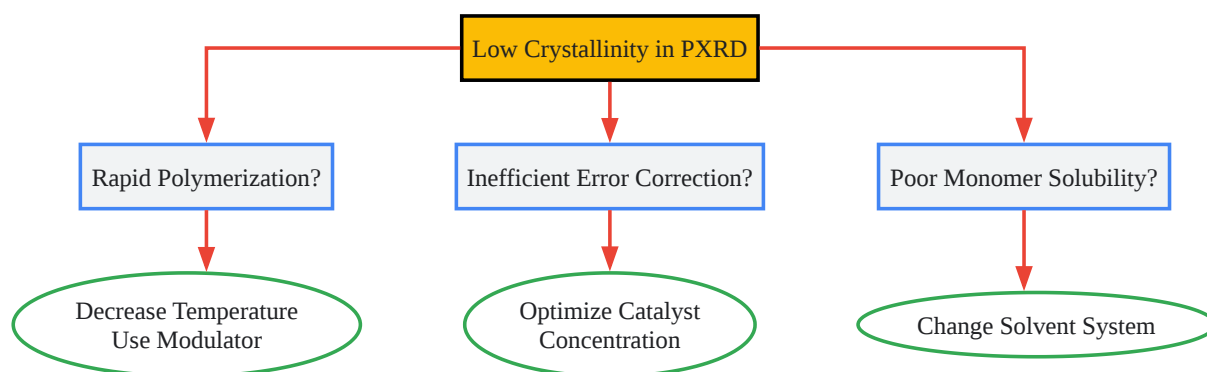 Low Crystallinity in PXRD
Rapid Polymerization?
Inefficient Error Correction?
Poor Monomer Solubility?
Decrease Temperature
Use Modulator
Optimize Catalyst
Concentration
Change Solvent System